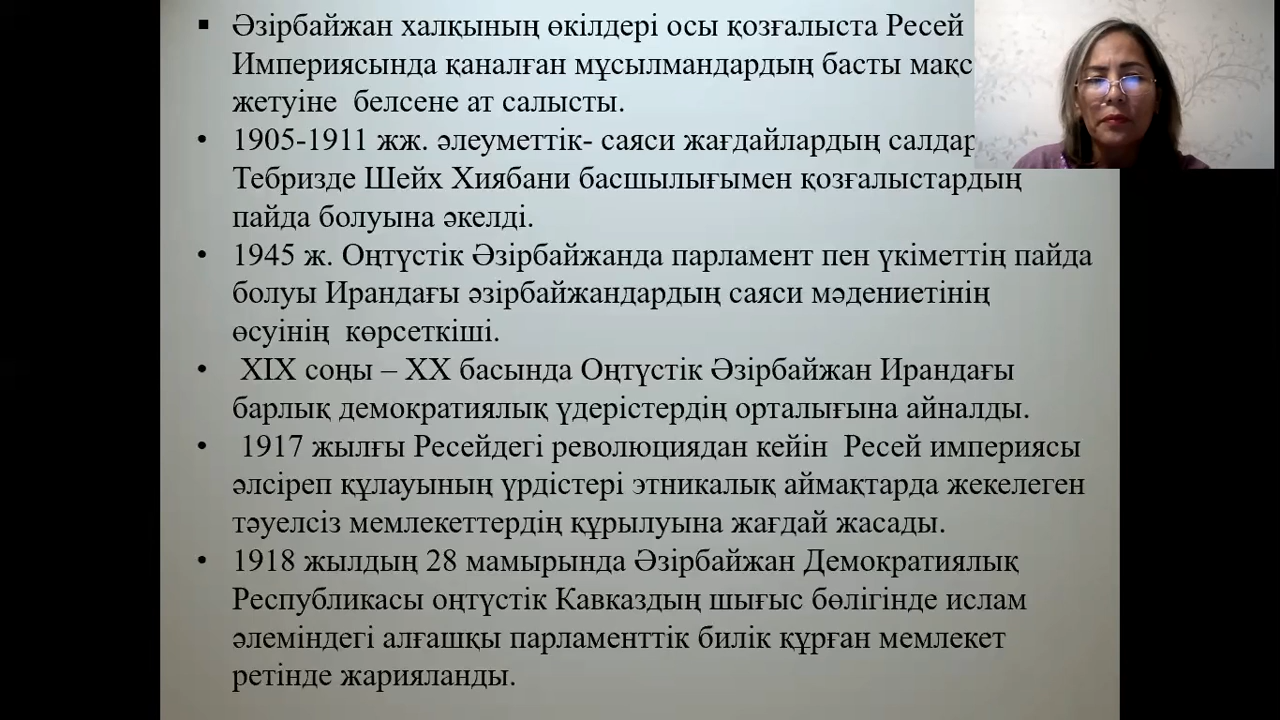 Әзірбайжан халқының өкілдері осы қозғалыста Ресей
Империясында қаналған мұсылмандардың басты
жетуіне белсене ат салысты.
1905-1911 жж. әлеуметтік- саяси жағдайлардың
Тебризде Шейх Хиябани басшылығымен қозғалыстардың
пайда болуына әкелді.
1945 ж. Оңтүстік Әзірбайжанда парламент пен үкіметтің пайда
болуы Ирандағы әзірбайжандардың саяси мәдениетінің
өсуінің көрсеткіші.
XIX соңы – XX басында Оңтүстік Әзірбайжан Ирандағы
барлық демократиялық үдерістердің орталығына айналды.
1917 жылғы Ресейдегі революциядан кейін Ресей империясы
әлсіреп құлауының үрдістері этникалық аймақтарда жекелеген
тәуелсіз мемлекеттердің құрылуына жағдай жасады.
1918 жылдың 28 мамырында Әзірбайжан Демократиялық
Республикасы оңтүстік Кавказдың шығыс бөлігінде ислам
әлеміндегі алғашқы парламенттік билік құрған мемлекет
ретінде жарияланды.